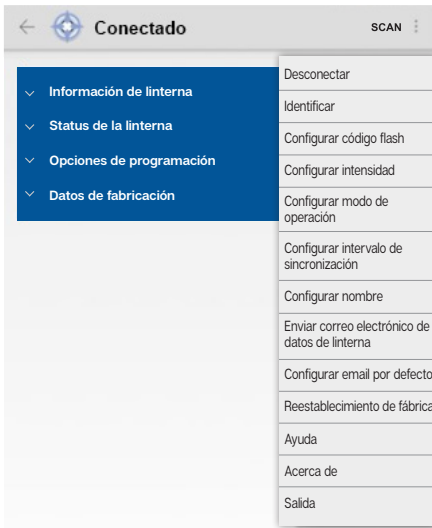 Conectado
SCAN
Información de linterna
Status de la linterna
Opciones de programación
Datos de fabricación
Desconectar
Identificar
Configurar código flash
Configurar intensidad
Configurar modo de
operación
Configurar intervalo de
sincronización
Configurar nombre
Enviar correo electrónico de
datos de linterna
Configurar email por defecto
Reestablecimiento de fábrica
Ayuda
Acerca de
Salida